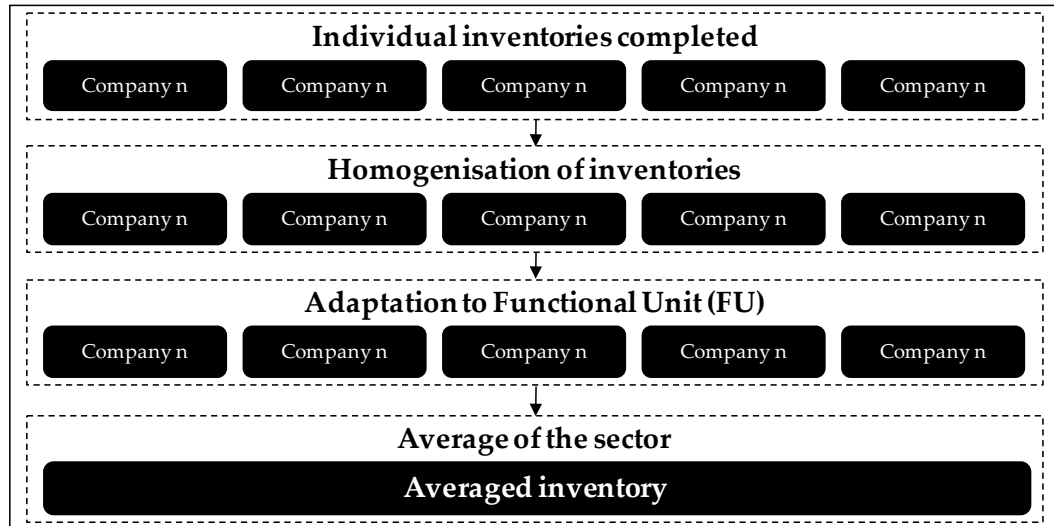 Individual inventories completed
Company n Company n Company n Company n Company n
Homogenisation of inventories
Company n Company n Company n Company n Company n
Adaptation to Functional Unit (FU)
Company n Company n Company n Company n Company n
Average of the sector
Averaged inventory